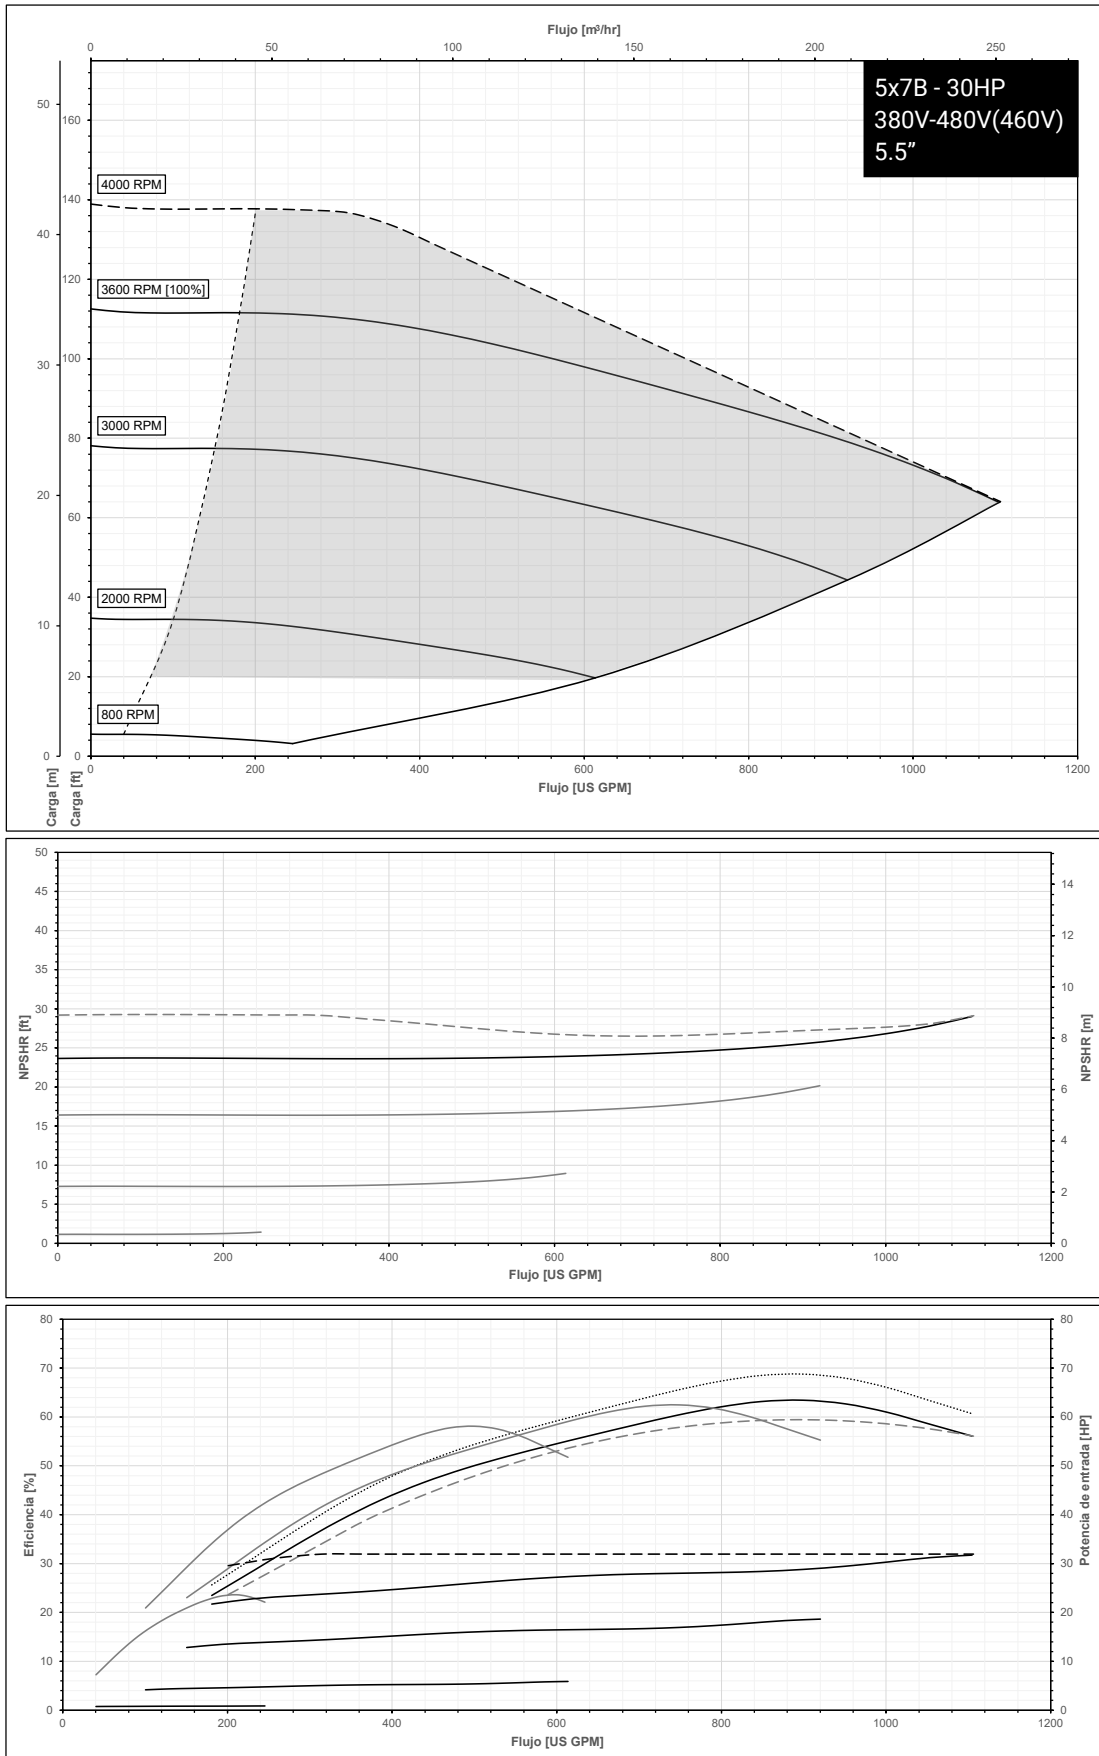 Flujo [m³/hr]
0 50 100 150 200 250
5x7B - 30HP
380V-480V(460V)
5.5”
50
160
4000 RPM
140
40
120
3600 RPM [100%]
100
30
3000 RPM
80
20
60
2000 RPM
40
10
20
800 RPM
0 0
0 200 400 600 800 1000 1200
Flujo [US GPM]
Carga [m]
Carga [ft]
50
45
40
35
30
25
20
15
10
5
0
NPSHR [ft]
14
12
10
8
6
4
2
0
NPSHR [m]
0 200 400 600 800 1000 1200
Flujo [US GPM]
80
70
60
50
40
30
20
10
0
Eficiencia [%]
80
70
60
50
40
30
20
10
0
Potencia de entrada [HP]
0 200 400 600 800 1000 1200
Flujo [US GPM]